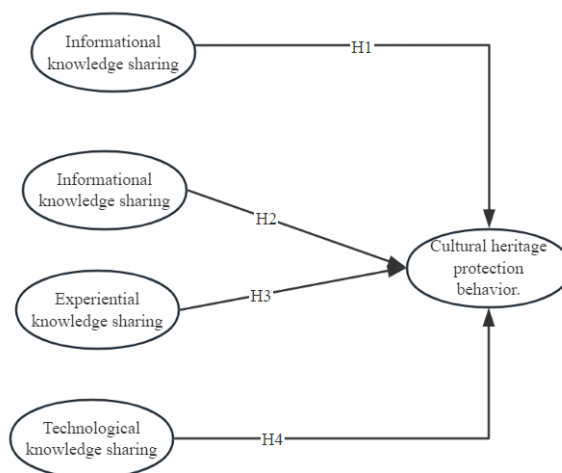 Informational
knowledge sharing
H1
Informational
knowledge sharing
H2
Cultural heritage
protection
behavior.
Experiential
knowledge sharing
H3
Technological
knowledge sharing
H4